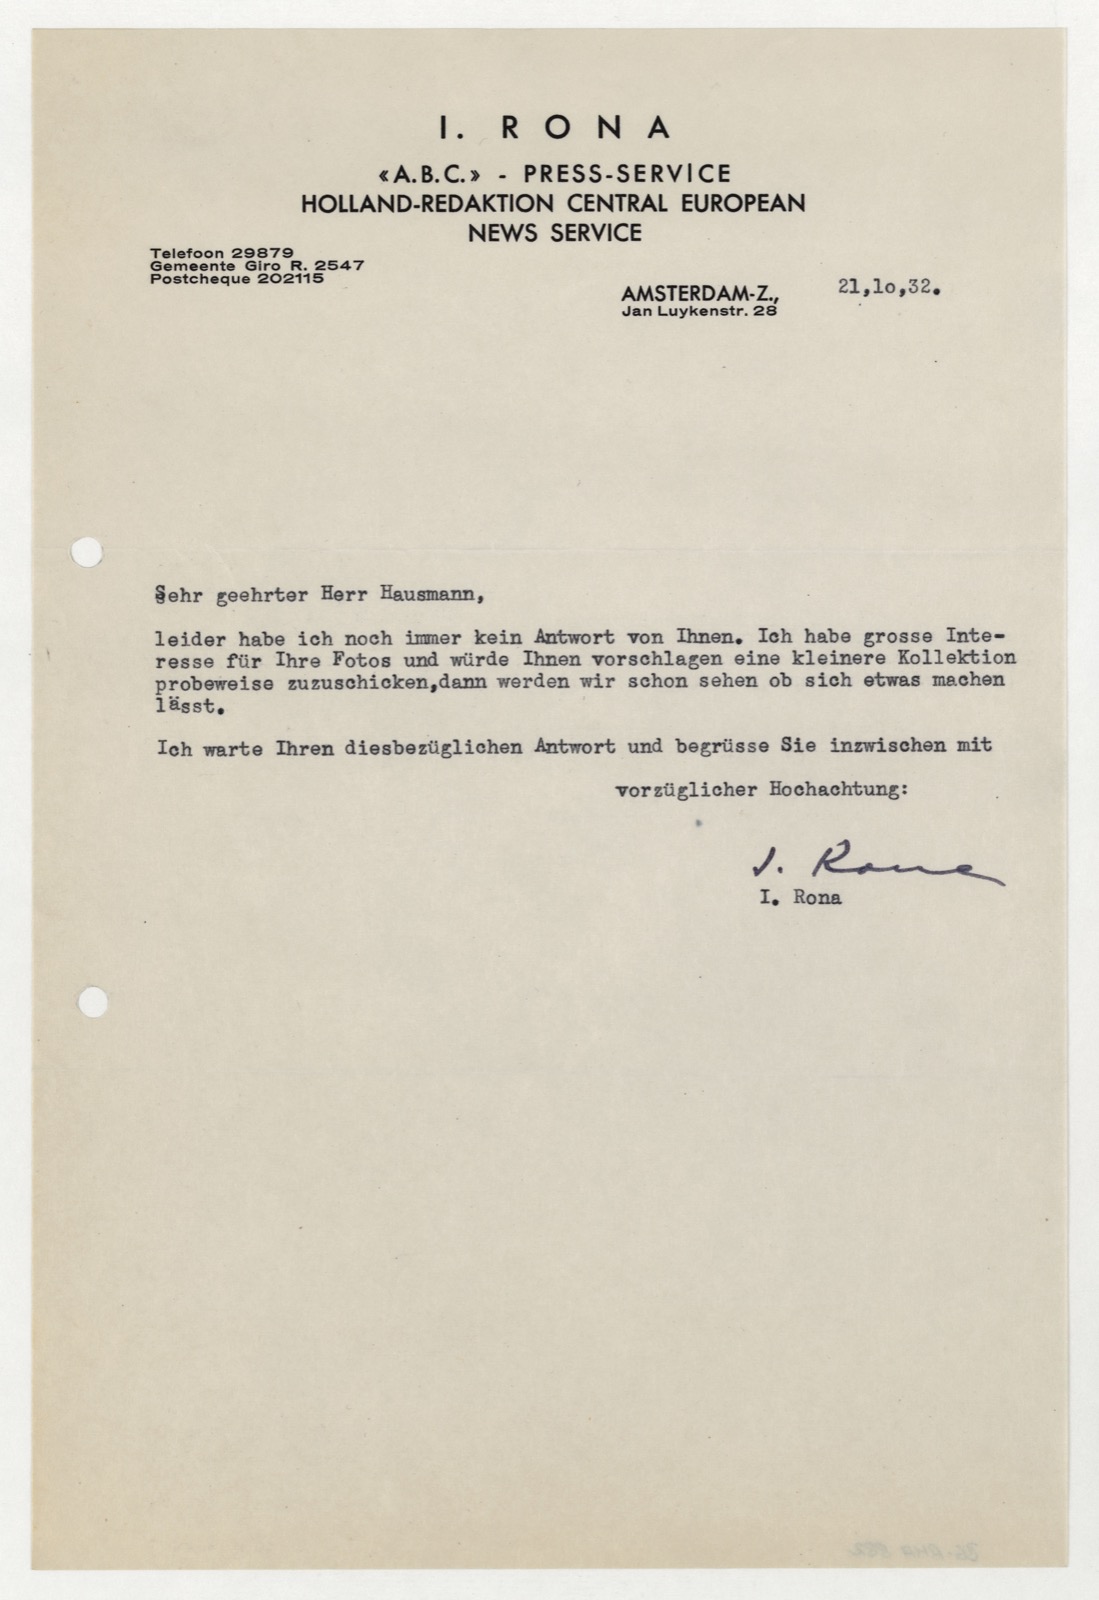 I. RONA
«A.B.C.» - PRESS-SERVICE
HOLLAND-REDAKTION CENTRAL EUROPEAN
NEWS SERVICE
Telefoon 29879
Gemeente Giro R. 2547
Postcheque 202115
AMSTERDAM-Z., 21,lo,32.
Jan Luykenstr. 28
Sehr geehrter Herr Hausmann,
leider habe ich noch immer kein Antwort von Ihnen. Ich habe grosse Inte-
resse für Ihre Fotos und würde Ihnen vorschlagen eine kleinere Kollektion
probeweise zuzuschicken,dann werden wir schon sehen ob sich etwas machen
lässt.
Ich warte Ihren diesbezüglichen Antwort und begrüsse Sie inzwischen mit
vorzüglicher Hochachtung:
I. Rona
I. Rona